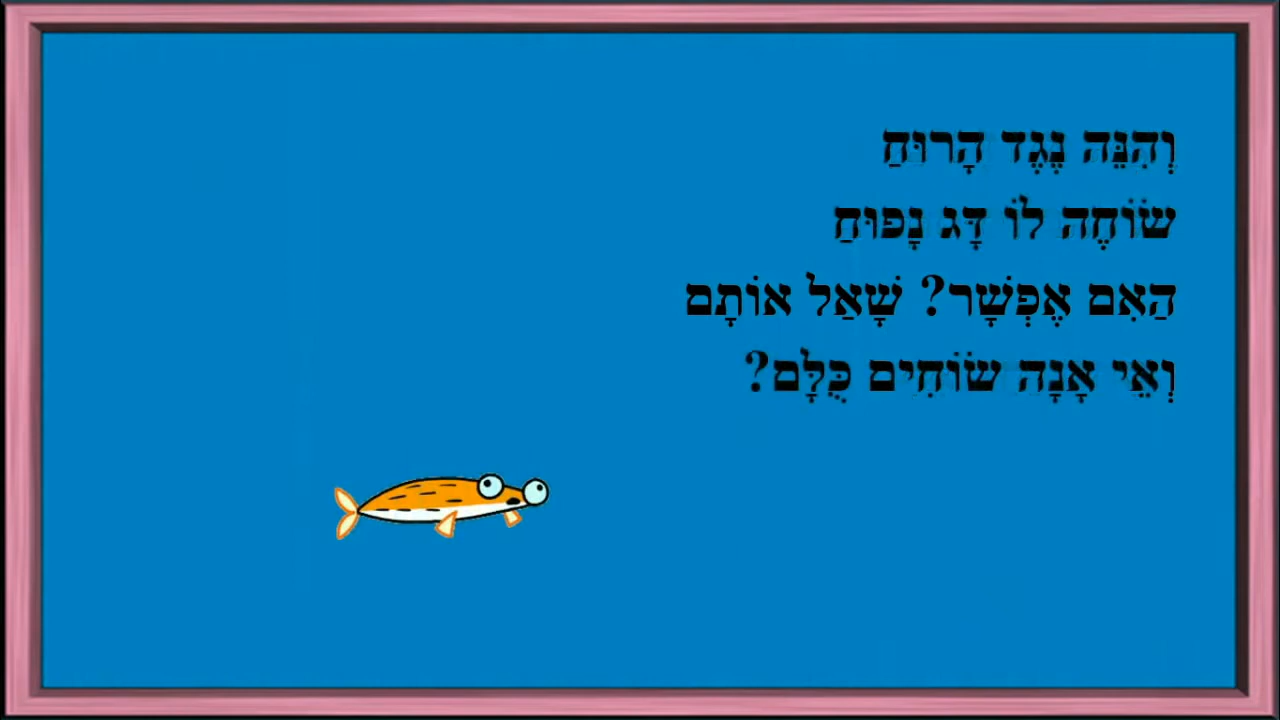 וְהִנֵּה נֶגֶד הָרוּחַ
שׂוֹחֶה לוֹ דָּג נָפוּחַ
הַאִם אֶפְשָׁר? שָׁאַל אוֹתָם
וְאֵי אָנָה שׂוֹחִים כֻּלָּם?